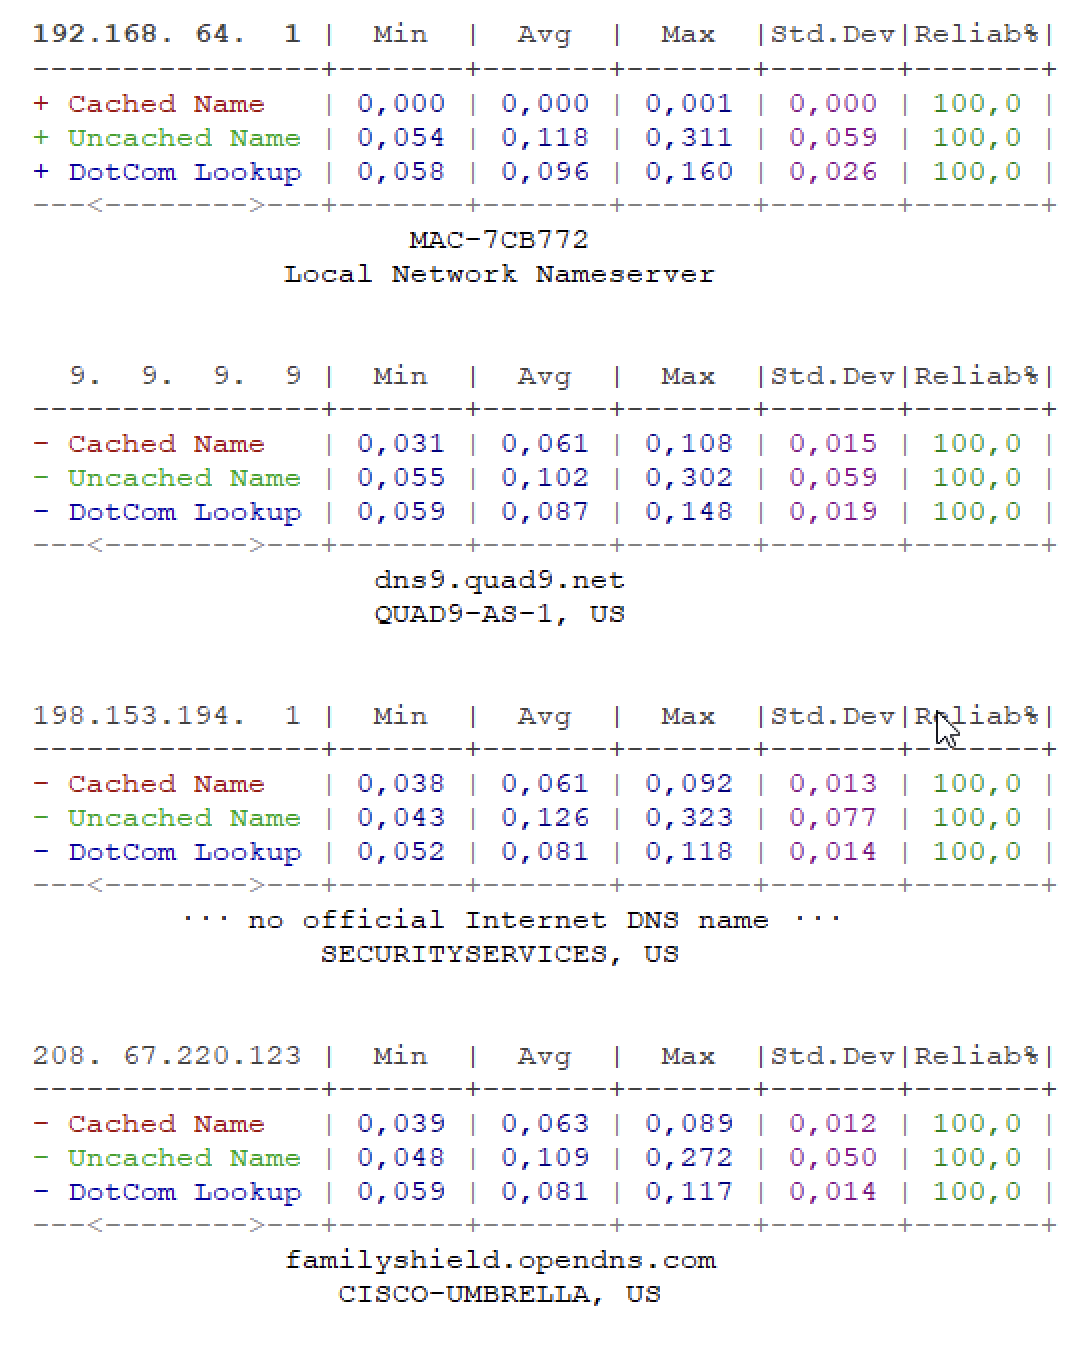 192.168. 64.  1 |  Min  |  Avg  |  Max  |Std.Dev|Reliab%|
----------------+-------+-------+-------+-------+-------+
+ Cached Name   | 0,000 | 0,000 | 0,001 | 0,000 | 100,0 |
+ Uncached Name | 0,054 | 0,118 | 0,311 | 0,059 | 100,0 |
+ DotCom Lookup | 0,058 | 0,096 | 0,160 | 0,026 | 100,0 |
---<-------->---+-------+-------+-------+-------+-------+
MAC-7CB772
Local Network Nameserver
  9.  9.  9.  9 |  Min  |  Avg  |  Max  |Std.Dev|Reliab%|
----------------+-------+-------+-------+-------+-------+
- Cached Name   | 0,031 | 0,061 | 0,108 | 0,015 | 100,0 |
- Uncached Name | 0,055 | 0,102 | 0,302 | 0,059 | 100,0 |
- DotCom Lookup | 0,059 | 0,087 | 0,148 | 0,019 | 100,0 |
---<-------->---+-------+-------+-------+-------+-------+
dns9.quad9.net
QUAD9-AS-1, US
198.153.194.  1 |  Min  |  Avg  |  Max  |Std.Dev|Reliab%|
----------------+-------+-------+-------+-------+-------+
- Cached Name   | 0,038 | 0,061 | 0,092 | 0,013 | 100,0 |
- Uncached Name | 0,043 | 0,126 | 0,323 | 0,077 | 100,0 |
- DotCom Lookup | 0,052 | 0,081 | 0,118 | 0,014 | 100,0 |
---<-------->---+-------+-------+-------+-------+-------+
··· no official Internet DNS name ···
SECURITYSERVICES, US
208. 67.220.123 |  Min  |  Avg  |  Max  |Std.Dev|Reliab%|
----------------+-------+-------+-------+-------+-------+
- Cached Name   | 0,039 | 0,063 | 0,089 | 0,012 | 100,0 |
- Uncached Name | 0,048 | 0,109 | 0,272 | 0,050 | 100,0 |
- DotCom Lookup | 0,059 | 0,081 | 0,117 | 0,014 | 100,0 |
---<-------->---+-------+-------+-------+-------+-------+
familyshield.opendns.com
CISCO-UMBRELLA, US